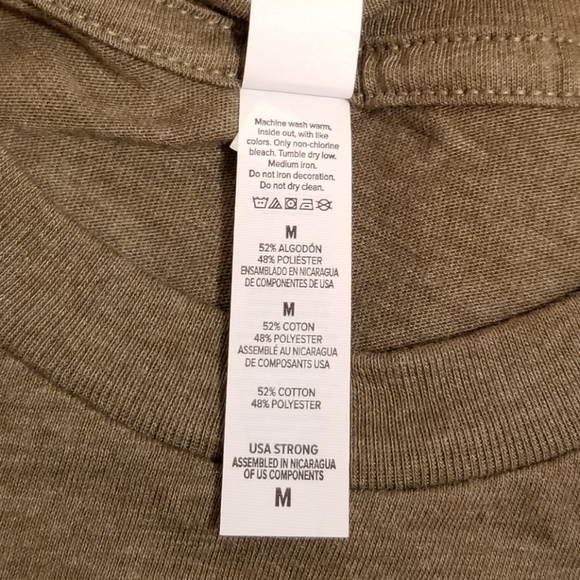 Machine wash warm,
inside out, with like
colors. Only non-chlorine
bleach. Tumble dry low.
Medium iron.
Do not iron decoration.
Do not dry clean.
M
52% ALGODÓN
48% POLIÉSTER
ENSAMBLADO EN NICARAGUA
DE COMPONENTES DE USA
M
52% COTON
48% POLYESTER
ASSEMBLÉ AU NICARAGUA
DE COMPOSANTS USA
52% COTTON
48% POLYESTER
USA STRONG
ASSEMBLED IN NICARAGUA
OF US COMPONENTS
M